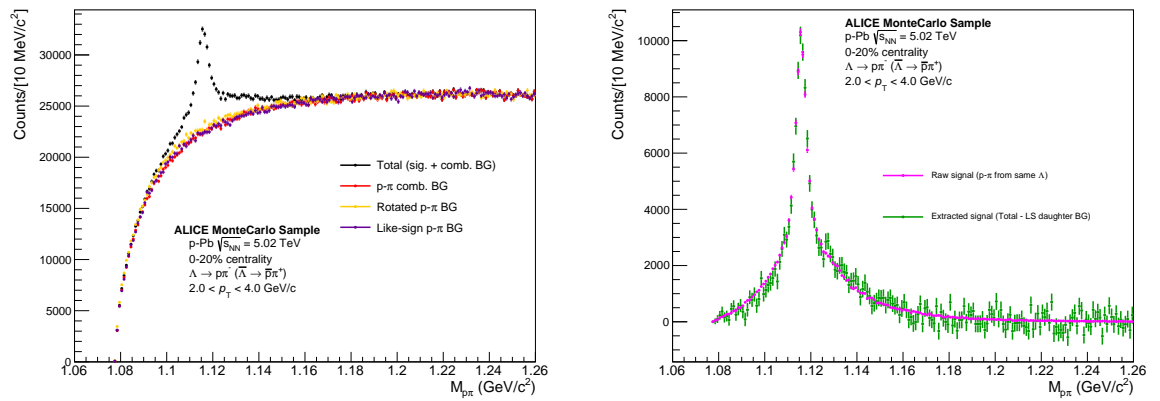 Counts/[10 MeV/c²]
30000
25000
20000
15000
10000
5000
0
Total (sig. + comb. BG)
p-π comb. BG
Rotated p-π BG
Like-sign p-π BG
ALICE MonteCarlo Sample
p-Pb √s_NN = 5.02 TeV
0-20% centrality
Λ → pπ⁻ (Λ̅ → p̅π⁺)
2.0 < p_T < 4.0 GeV/c
1.06 1.08 1.1 1.12 1.14 1.16 1.18 1.2 1.22 1.24 1.26
M_pπ (GeV/c²)
Counts/[10 MeV/c²]
10000
8000
6000
4000
2000
0
ALICE MonteCarlo Sample
p-Pb √s_NN = 5.02 TeV
0-20% centrality
Λ → pπ⁻ (Λ̅ → p̅π⁺)
2.0 < p_T < 4.0 GeV/c
Raw signal (p-π from same Λ)
Extracted signal (Total - LS daughter BG)
1.06 1.08 1.1 1.12 1.14 1.16 1.18 1.2 1.22 1.24 1.26
M_pπ (GeV/c²)